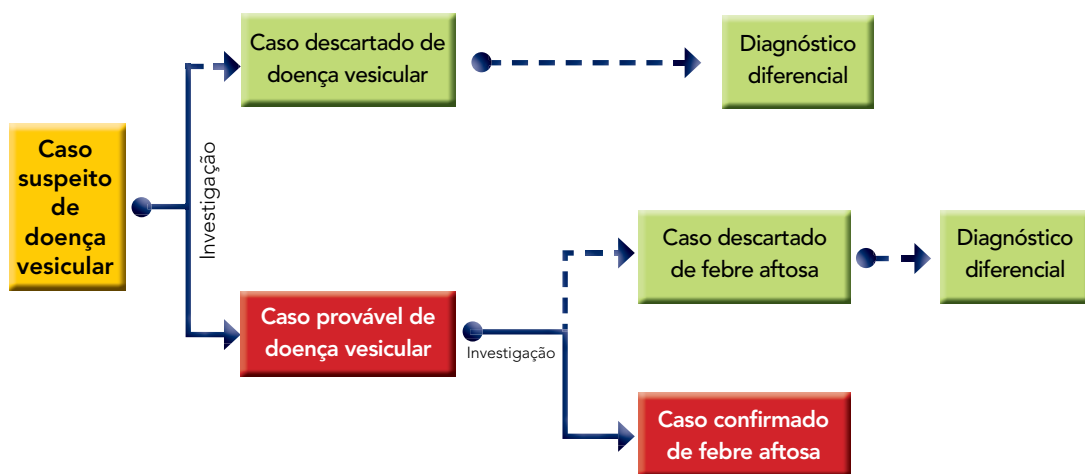 Caso
suspeito
de
doença
vesicular
Investigação
Caso descartado de
doença vesicular
Diagnóstico
diferencial
Caso provável de
doença vesicular
Investigação
Caso descartado
de febre aftosa
Diagnóstico
diferencial
Caso confirmado
de febre aftosa